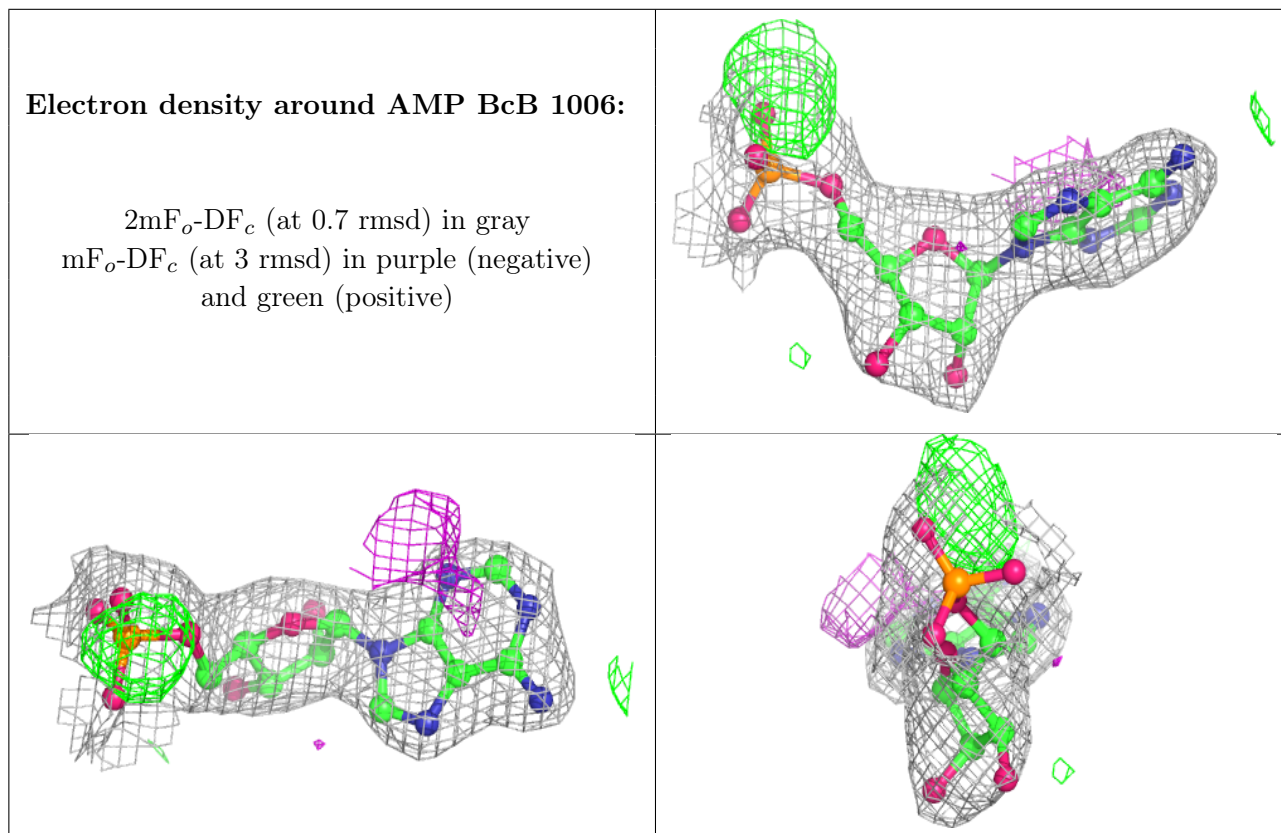 Electron density around AMP BcB 1006:
2mFo-DFc (at 0.7 rmsd) in gray
mFo-DFc (at 3 rmsd) in purple (negative)
and green (positive)